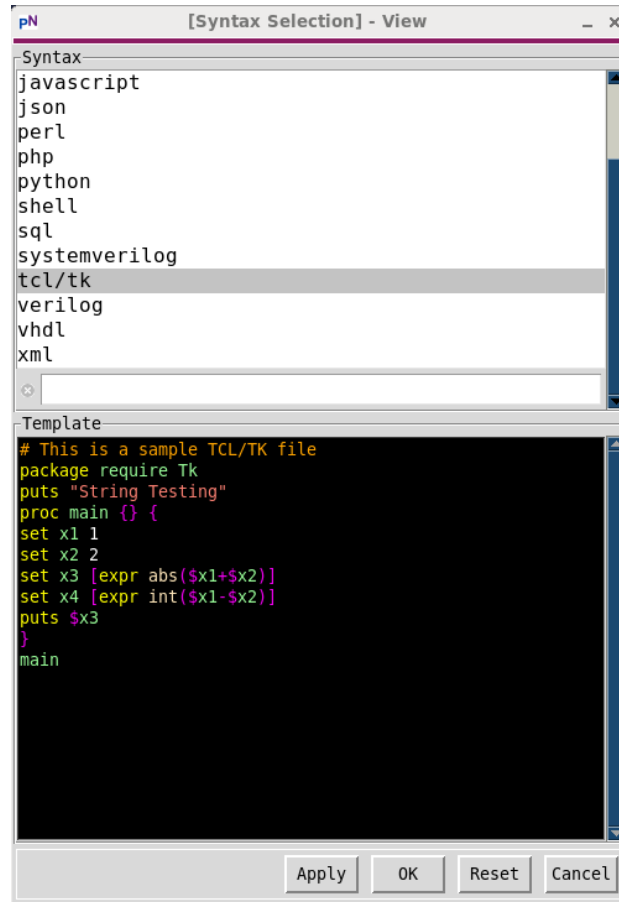 pN [Syntax Selection] - View
Syntax
javascript
json
perl
php
python
shell
sql
systemverilog
tcl/tk
verilog
vhdl
xml
Template
# This is a sample TCL/TK file
package require Tk
puts "String Testing"
proc main {} {
set x1 1
set x2 2
set x3 [expr abs($x1+$x2)]
set x4 [expr int($x1-$x2)]
puts $x3
}
main
Apply OK Reset Cancel